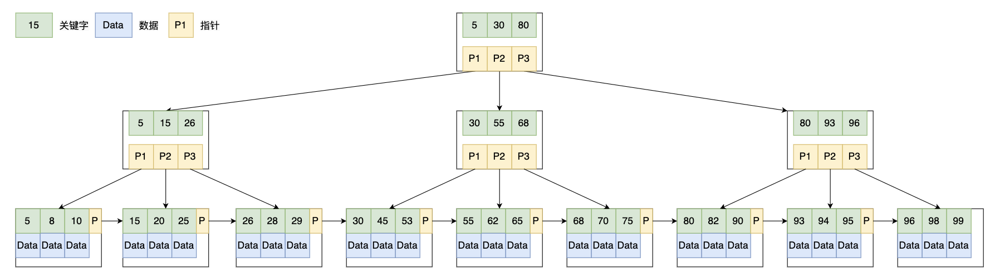 15 关键字 Data 数据 P1 指针 5 30 80
P1 P2 P3
5 15 26 30 55 68 80 93 96
P1 P2 P3 P1 P2 P3 P1 P2 P3
5 8 10 P 15 20 25 P 26 28 29 P 30 45 53 P 55 62 65 P 68 70 75 P 80 82 90 P 93 94 95 P 96 98 99
Data Data Data Data Data Data Data Data Data Data Data Data Data Data Data Data Data Data Data Data Data Data Data Data Data Data Data